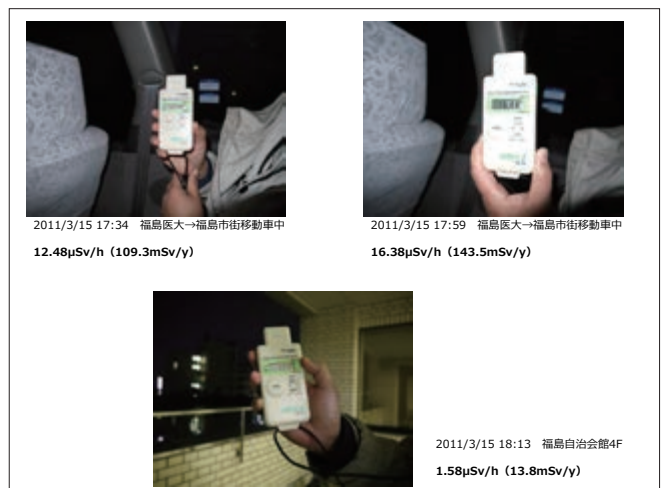 2011/3/15 17:34　福島医大→福島市街移動車中
12.48μSv/h（109.3mSv/y）
2011/3/15 17:59　福島医大→福島市街移動車中
16.38μSv/h（143.5mSv/y）
2011/3/15 18:13　福島自治会館4F
1.58μSv/h（13.8mSv/y）